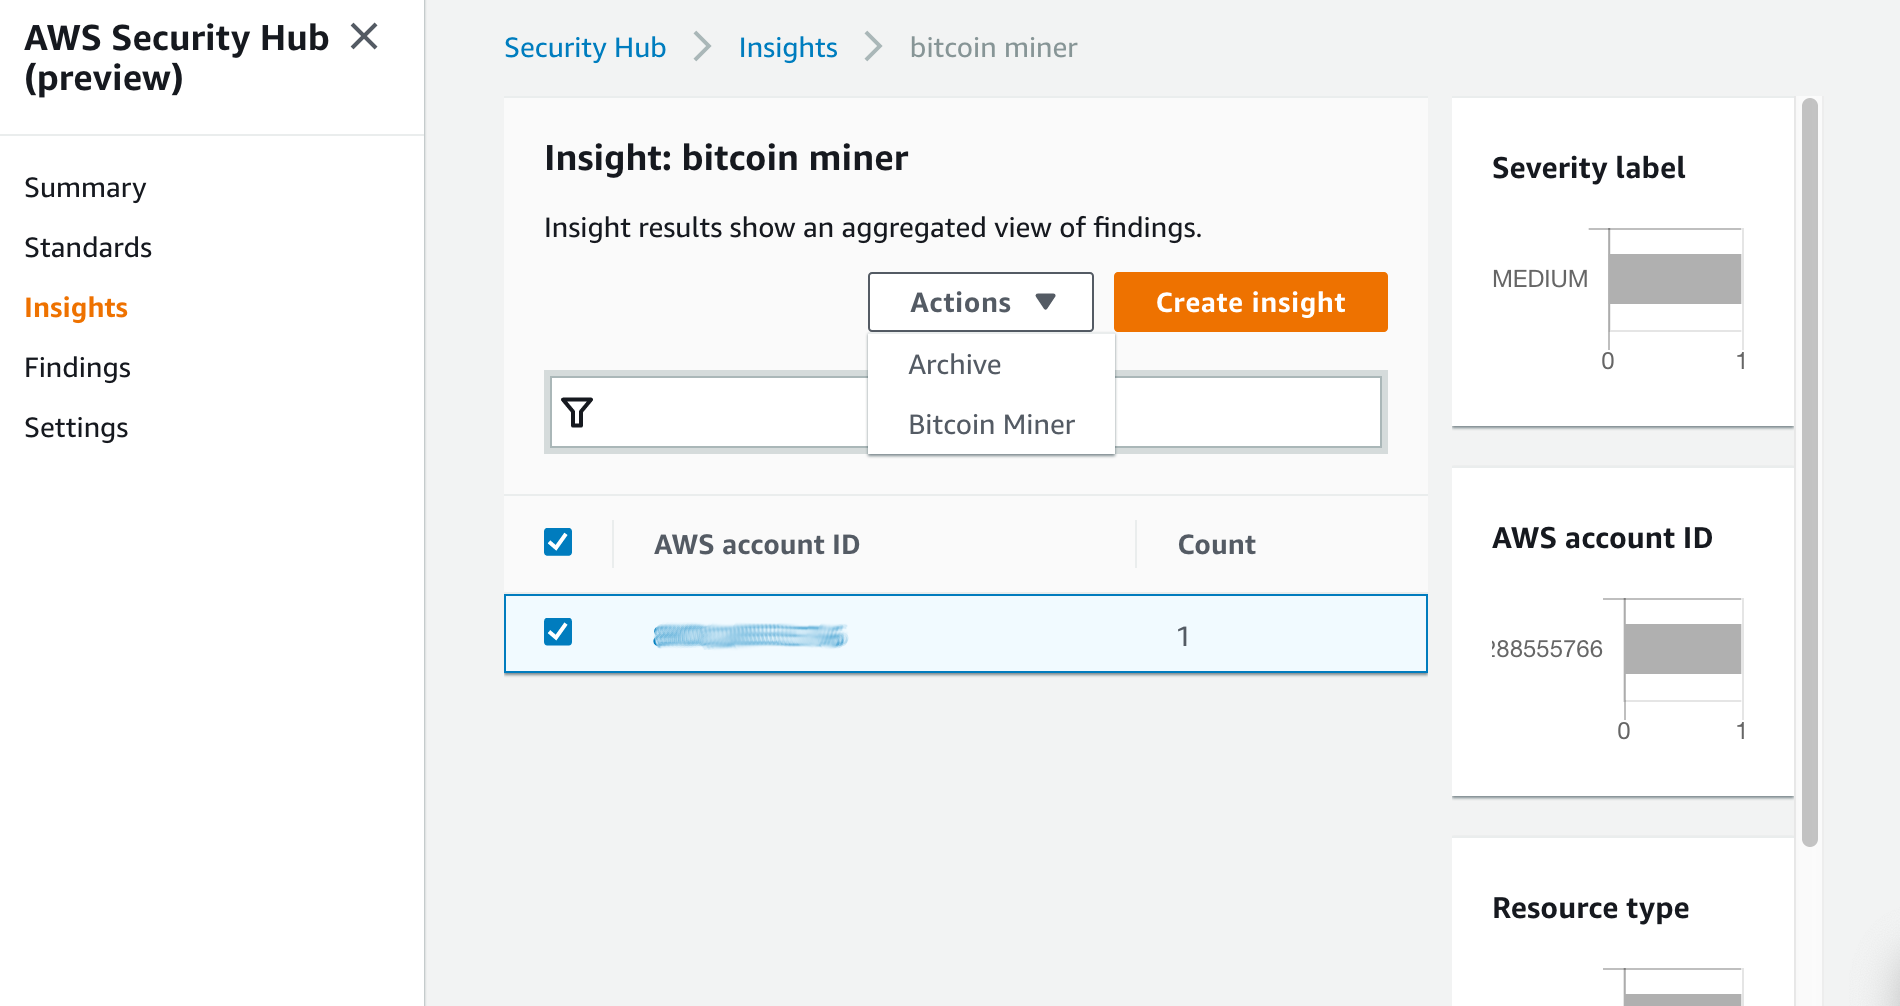 AWS Security Hub
(preview)
Summary
Standards
Insights
Findings
Settings
Security Hub > Insights > bitcoin miner
Insight: bitcoin miner
Insight results show an aggregated view of findings.
Actions
Create insight
Archive
Bitcoin Miner
AWS account ID
Count
1
Severity label
MEDIUM
0
1
AWS account ID
288555766
0
1
Resource type